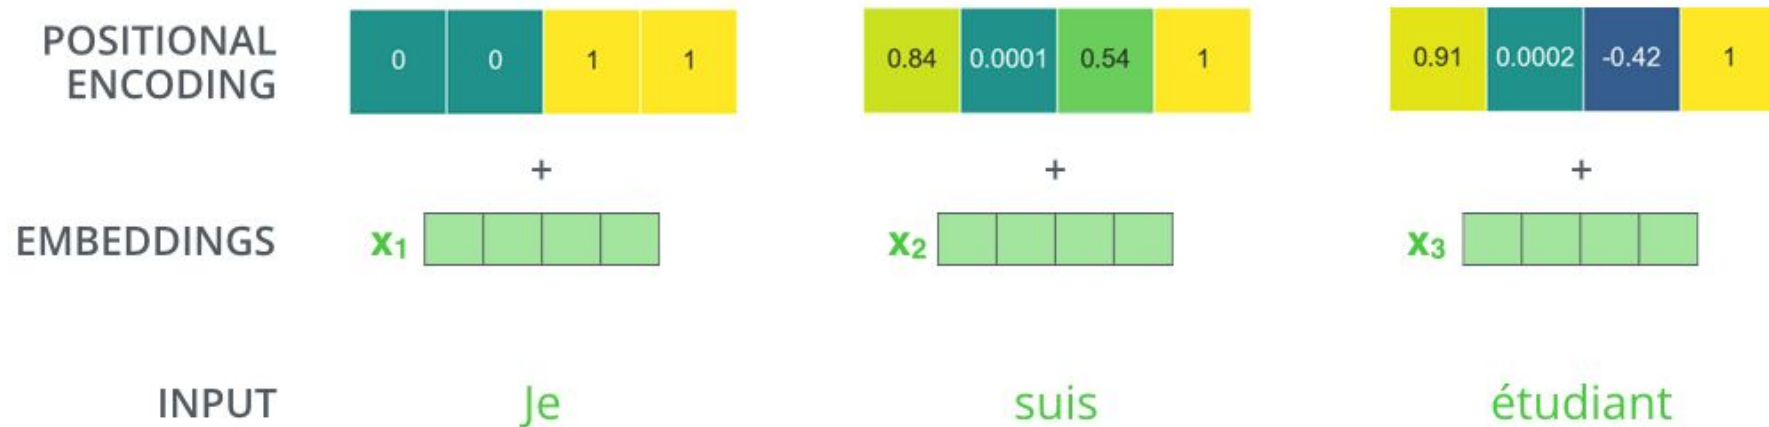 POSITIONAL
ENCODING
0 0 1 1
0.84 0.0001 0.54 1
0.91 0.0002 -0.42 1
+ + +
EMBEDDINGS
x1
x2
x3
INPUT
Je
suis
étudiant